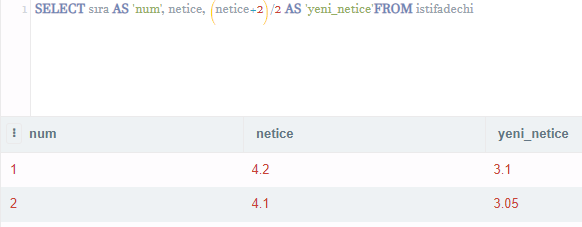 1 SELECT sıra AS 'num', netice, (netice+2)/2 AS 'yeni_netice'FROM istifadechi
⋮ num netice yeni_netice
1 4.2 3.1
2 4.1 3.05